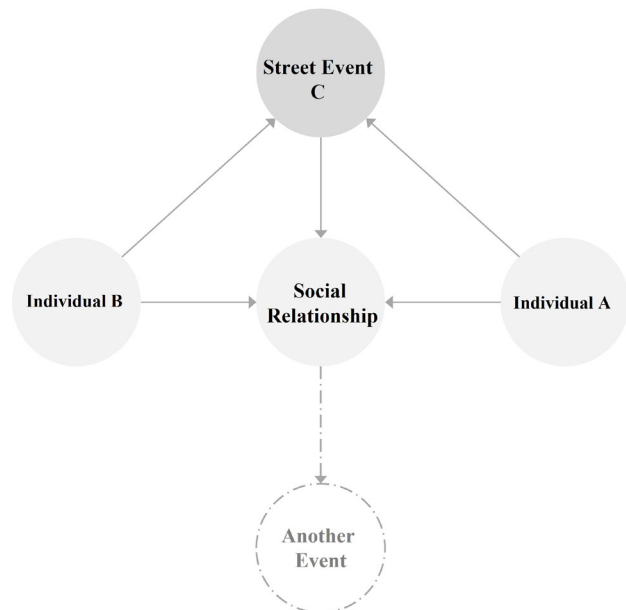 Street Event
C
Individual B
Social
Relationship
Individual A
Another
Event